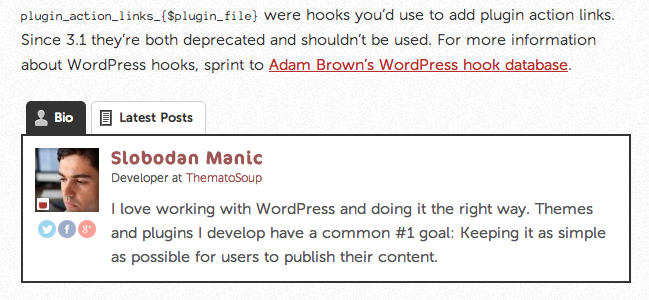 plugin_action_links_{$plugin_file} were hooks you'd use to add plugin action links.
Since 3.1 they're both deprecated and shouldn't be used. For more information
about WordPress hooks, sprint to Adam Brown's WordPress hook database.
Bio
Latest Posts
Slobodan Manic
Developer at ThematoSoup
I love working with WordPress and doing it the right way. Themes
and plugins I develop have a common #1 goal: Keeping it as simple
as possible for users to publish their content.